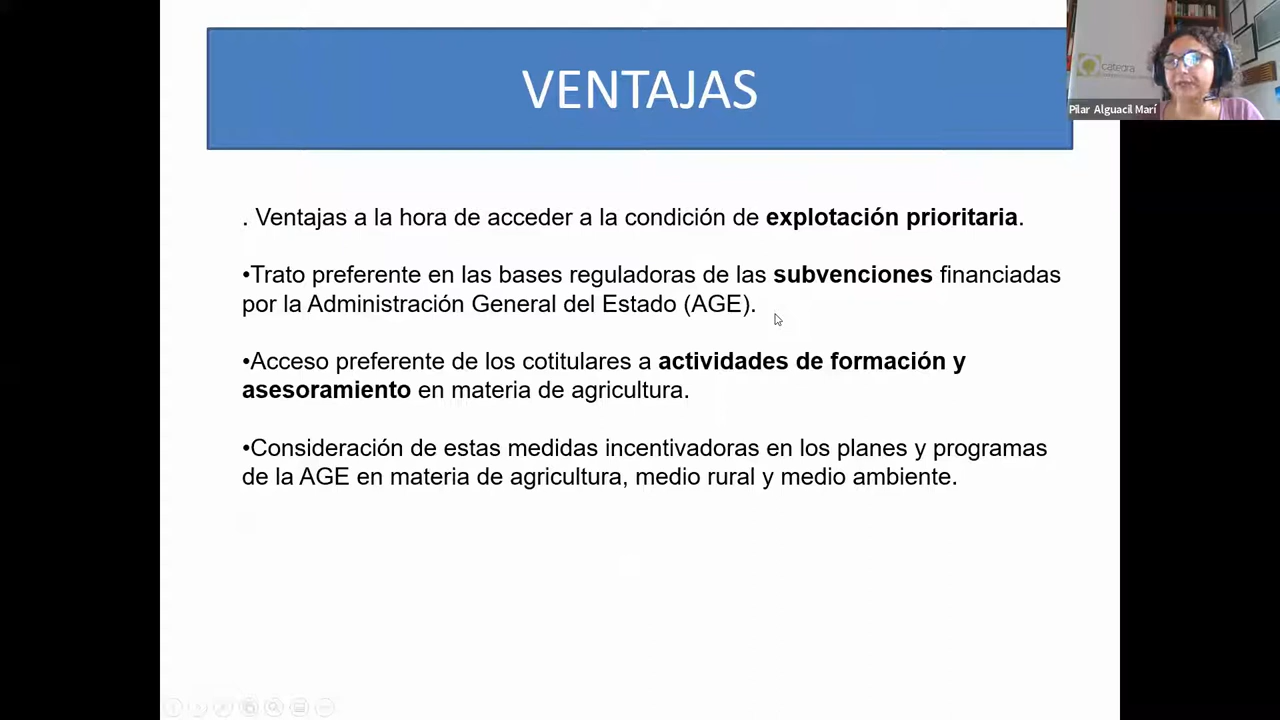 VENTAJAS
cátedra
Pilar Alguacil Marí
. Ventajas a la hora de acceder a la condición de explotación prioritaria.
•Trato preferente en las bases reguladoras de las subvenciones financiadas
por la Administración General del Estado (AGE).
•Acceso preferente de los cotitulares a actividades de formación y
asesoramiento en materia de agricultura.
•Consideración de estas medidas incentivadoras en los planes y programas
de la AGE en materia de agricultura, medio rural y medio ambiente.